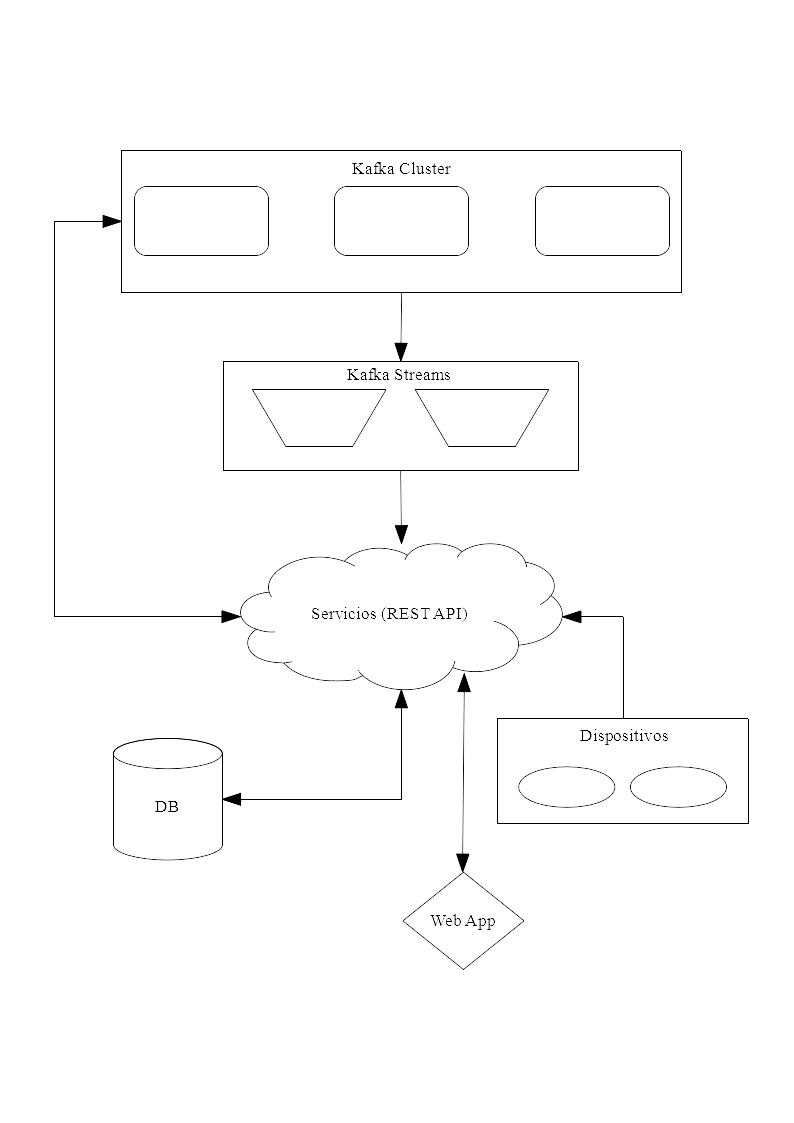 Kafka Cluster
Kafka Streams
Servicios (REST API)
Dispositivos
DB
Web App